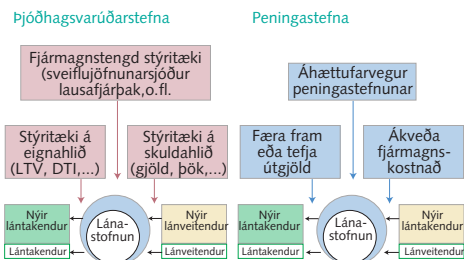 Þjóðhagsvarúðarstefna
Fjármagnstengd stýritæki
(sveiflujöfnunarsjóður
lausafjárþak,o.fl.
Stýritæki á
eignahlið
(LTV, DTI,...)
Stýritæki á
skuldahlið
(gjöld, þök,...)
Nýir
lántakendur
Lántakendur
Lána-
stofnun
Nýir
lánveitendur
Lánveitendur
Peningastefna
Áhættufarvegur
peningastefnunar
Færa fram
eða tefja
útgjöld
Ákveða
fjármagns-
kostnað
Nýir
lántakendur
Lántakendur
Lána-
stofnun
Nýir
lánveitendur
Lánveitendur